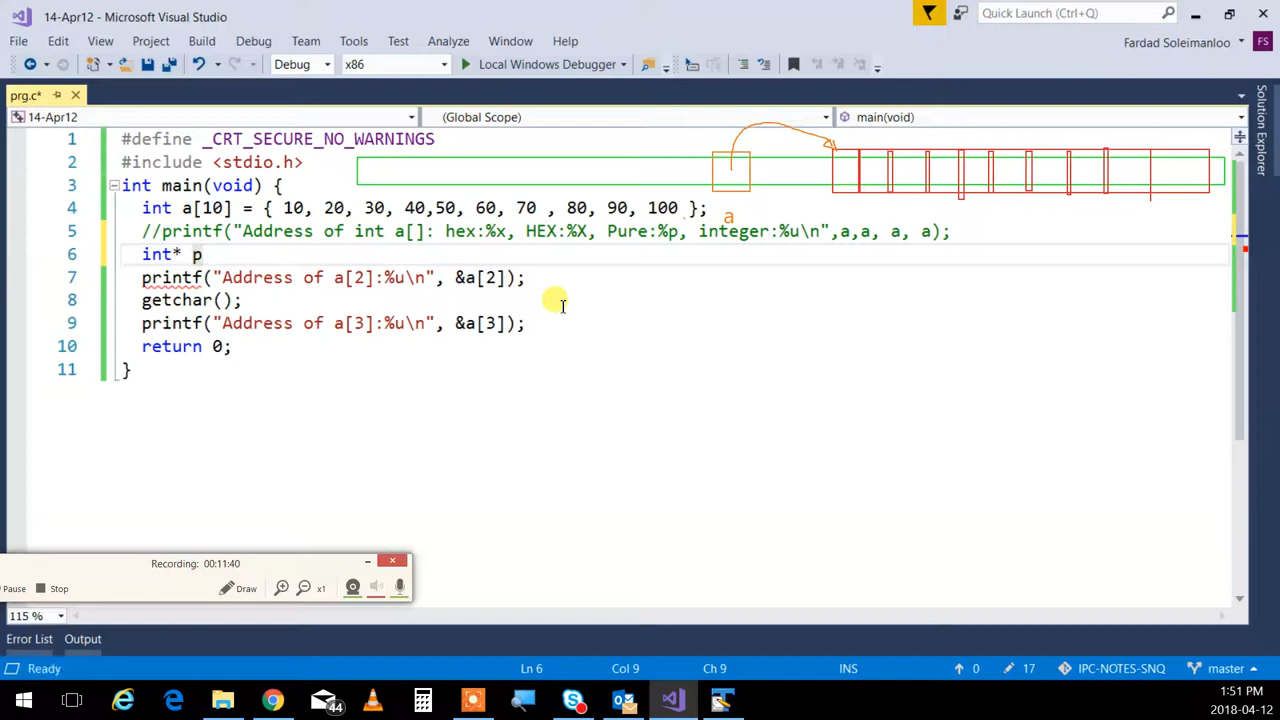 14-Apr12 - Microsoft Visual Studio
Quick Launch (Ctrl+Q)
File Edit View Project Build Debug Team Tools Test Analyze Window Help
Fardad Soleimanloo FS
Debug x86 Local Windows Debugger
prg.c*
14-Apr12 (Global Scope) main(void)
1 #define _CRT_SECURE_NO_WARNINGS
2 #include <stdio.h>
3 int main(void) {
4 int a[10] = { 10, 20, 30, 40,50, 60, 70 , 80, 90, 100 };
a
5 //printf("Address of int a[]: hex:%x, HEX:%X, Pure:%p, integer:%u\n",a,a, a, a);
6 int* p
7 printf("Address of a[2]:%u\n", &a[2]);
8 getchar();
9 printf("Address of a[3]:%u\n", &a[3]);
10 return 0;
11 }
Solution Explorer
Recording: 00:11:40
Pause Stop Draw x1
115 %
Error List Output
Ready Ln 6 Col 9 Ch 9 INS 0 17 IPC-NOTES-SNQ master
44
1:51 PM
2018-04-12